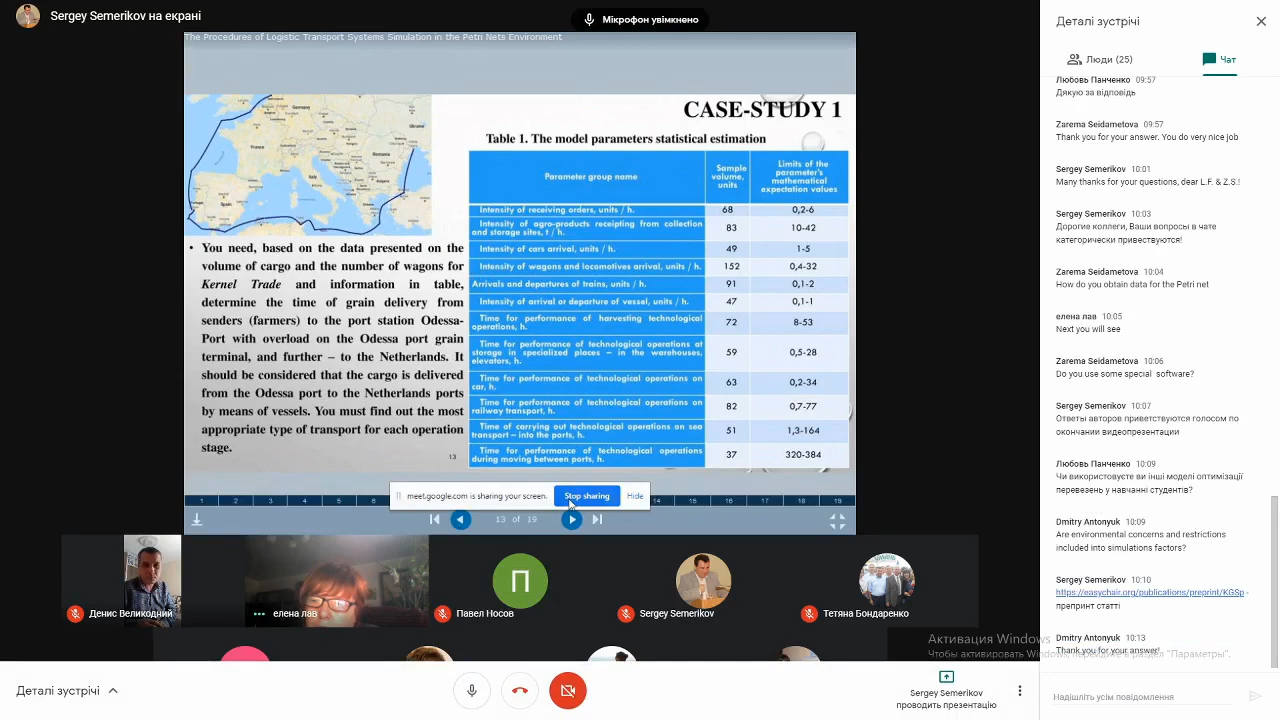 Sergey Semerikov на екрані
Мікрофон увімкнено
The Procedures of Logistic Transport Systems Simulation in the Petri Nets Environment
Germany
Ukraine
France
Romania
Italy
Spain
CASE-STUDY 1
Table 1. The model parameters statistical estimation
Parameter group name
Sample
volume,
units
Limits of the
parameter's
mathematical
expectation values
Intensity of receiving orders, units / h.
68
0,2-6
Intensity of agro-products receipting from collection
and storage sites, t / h.
83
10-42
Intensity of cars arrival, units / h.
49
1-5
Intensity of wagons and locomotives arrival, units / h.
152
0,4-32
Arrivals and departures of trains, units / h.
91
0,1-2
Intensity of arrival or departure of vessel, units / h.
47
0,1-1
Time for performance of harvesting technological
operations, h.
72
8-53
Time for performance of technological operations at
storage in specialized places – in the warehouses,
elevators, h.
59
0,5-28
Time for performance of technological operations on
car, h.
63
0,2-34
Time for performance of technological operations on
railway transport, h.
82
0,7-77
Time of carrying out technological operations on sea
transport – into the ports, h.
51
1,3-164
Time for performance of technological operations
during moving between ports, h.
37
320-384
• You need, based on the data presented on the
volume of cargo and the number of wagons for
Kernel Trade and information in table,
determine the time of grain delivery from
senders (farmers) to the port station Odessa-
Port with overload on the Odessa port grain
terminal, and further – to the Netherlands. It
should be considered that the cargo is delivered
from the Odessa port to the Netherlands ports
by means of vessels. You must find out the most
appropriate type of transport for each operation
stage.
13
meet.google.com is sharing your screen.
Stop sharing
Hide
1 2 3 4 5 16 17 18 19
13 of 19
Денис Великодний
елена лав
П
Павел Носов
Sergey Semerikov
Тетяна Бондаренко
Деталі зустрічі
Sergey Semerikov
проводить презентацію
Деталі зустрічі
Люди (25)
Чат
Любовь Панченко 09:57
Дякую за відповідь
Zarema Seidametova 09:57
Thank you for your answer. You do very nice job
Sergey Semerikov 10:01
Many thanks for your questions, dear L.F. & Z.S.!
Sergey Semerikov 10:03
Дорогие коллеги, Ваши вопросы в чате
категорически привествуются!
Zarema Seidametova 10:04
How do you obtain data for the Petri net
елена лав 10:05
Next you will see
Zarema Seidametova 10:06
Do you use some special software?
Sergey Semerikov 10:07
Ответы авторов приветствуются голосом по
окончании видеопрезентации
Любовь Панченко 10:09
Чи використовуєте ви інші моделі оптимізації
перевезень у навчанні студентів?
Dmitry Antonyuk 10:09
Are environmental concerns and restrictions
included into simulations factors?
Sergey Semerikov 10:10
https://easychair.org/publications/preprint/KGSp -
препринт статті
Dmitry Antonyuk 10:13
Thank you for your answer!
Активация Windows
Чтобы активировать Windows, перейдите в раздел "Параметры".
Надішліть усім повідомлення